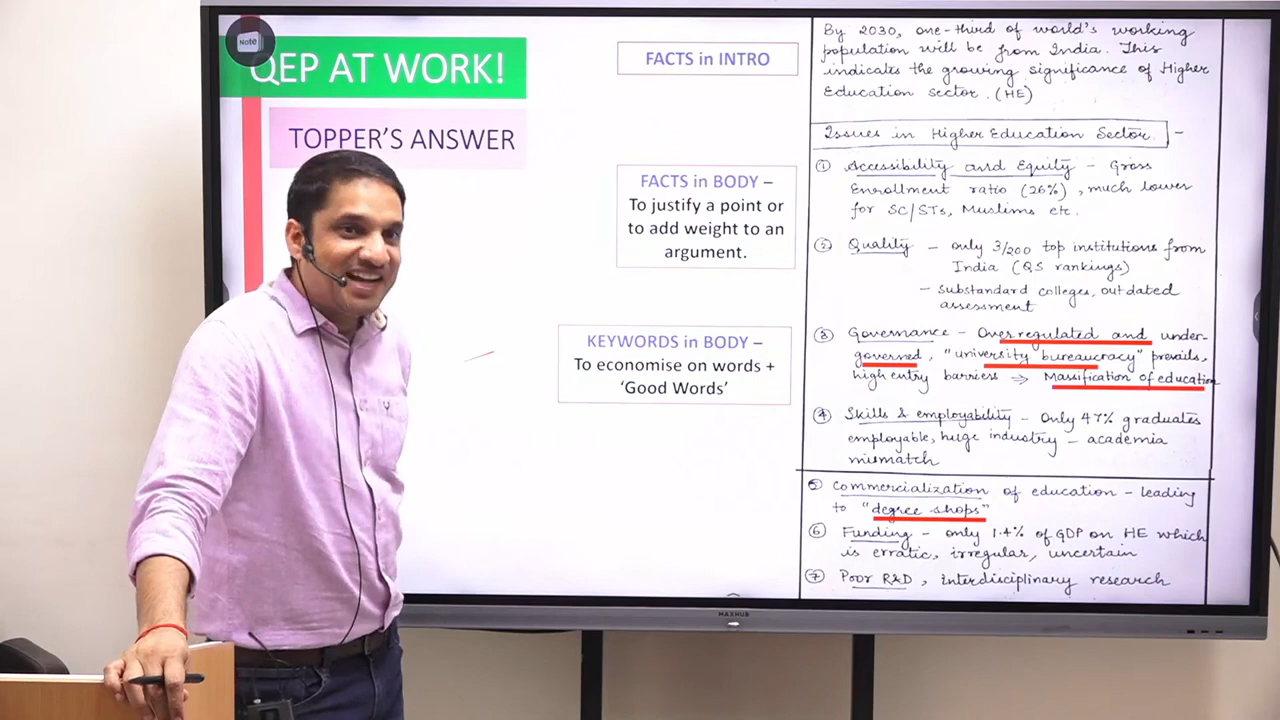 Note
QEP AT WORK!
TOPPER'S ANSWER
FACTS in INTRO
FACTS in BODY –
To justify a point or
to add weight to an
argument.
KEYWORDS in BODY –
To economise on words +
‘Good Words’
By 2030, one-third of world's working
population will be from India. This
indicates the growing significance of Higher
Education sector. (HE)
Issues in Higher Education Sector –
① Accessibility and Equity – Gross
Enrollment ratio (26%), much lower
for SC/STs, Muslims etc.
② Quality – only 3/200 top institutions from
India (QS rankings)
– substandard colleges, outdated
assessment
③ Governance – Over regulated and under-
governed, "university bureaucracy" prevails,
high entry barriers ⇒ Massification of education
④ Skills & employability – Only 47% graduates
employable, huge industry – academia
mismatch
⑤ Commercialization of education – leading
to "degree shops"
⑥ Funding – only 1.4% of GDP on HE which
is erratic, irregular, uncertain
⑦ Poor R&D, interdisciplinary research
MAXHUB